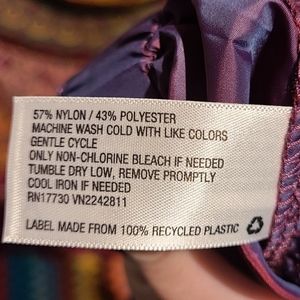 57% NYLON / 43% POLYESTER
MACHINE WASH COLD WITH LIKE COLORS
GENTLE CYCLE
ONLY NON-CHLORINE BLEACH IF NEEDED
TUMBLE DRY LOW, REMOVE PROMPTLY
COOL IRON IF NEEDED
RN17730 VN2242811
LABEL MADE FROM 100% RECYCLED PLASTIC